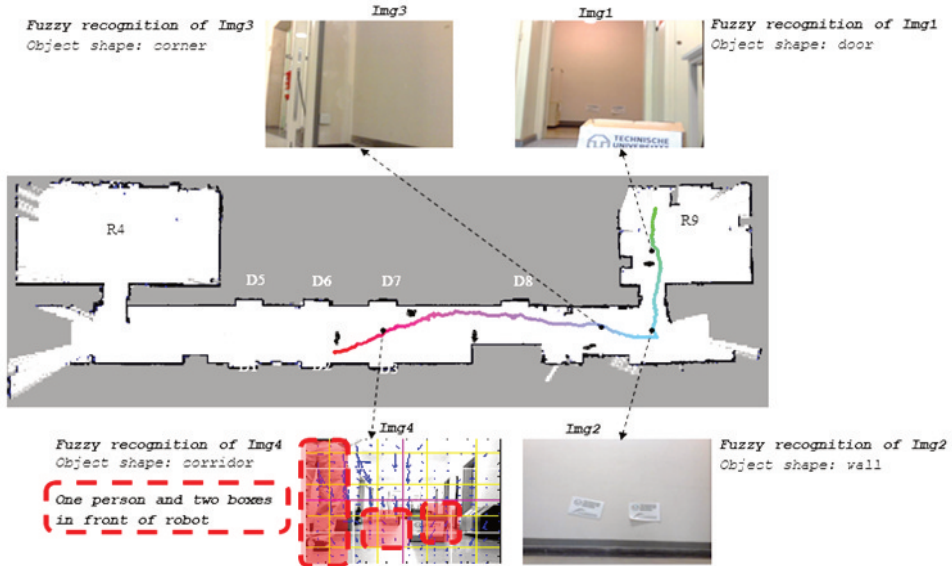 Img3
Fuzzy recognition of Img3
Object shape: corner
Img1
Fuzzy recognition of Img1
Object shape: door
TECHNISCHE
UNIVERSITÄT
R4
R9
D5
D6
D7
D8
Img4
Fuzzy recognition of Img4
Object shape: corridor
One person and two boxes
in front of robot
Img2
Fuzzy recognition of Img2
Object shape: wall